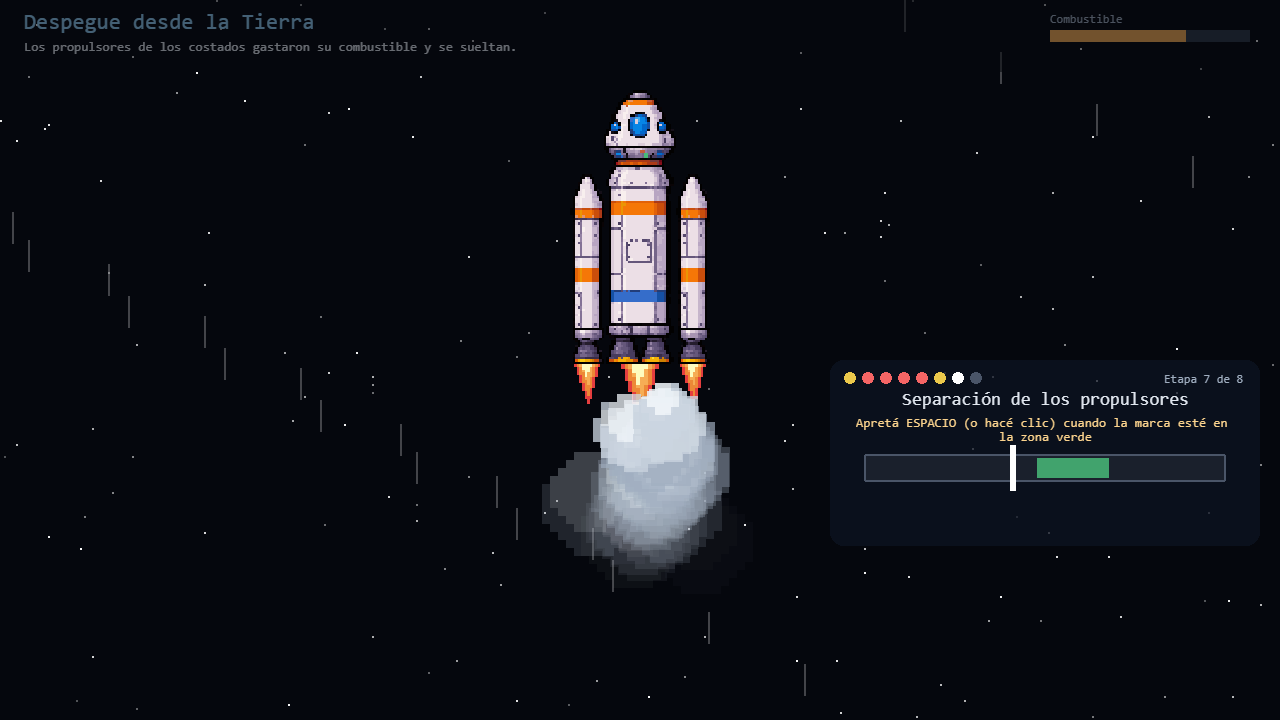 Despegue desde la Tierra
Los propulsores de los costados gastaron su combustible y se sueltan.
Combustible
Etapa 7 de 8
Separación de los propulsores
Apretá ESPACIO (o hacé clic) cuando la marca esté en
la zona verde